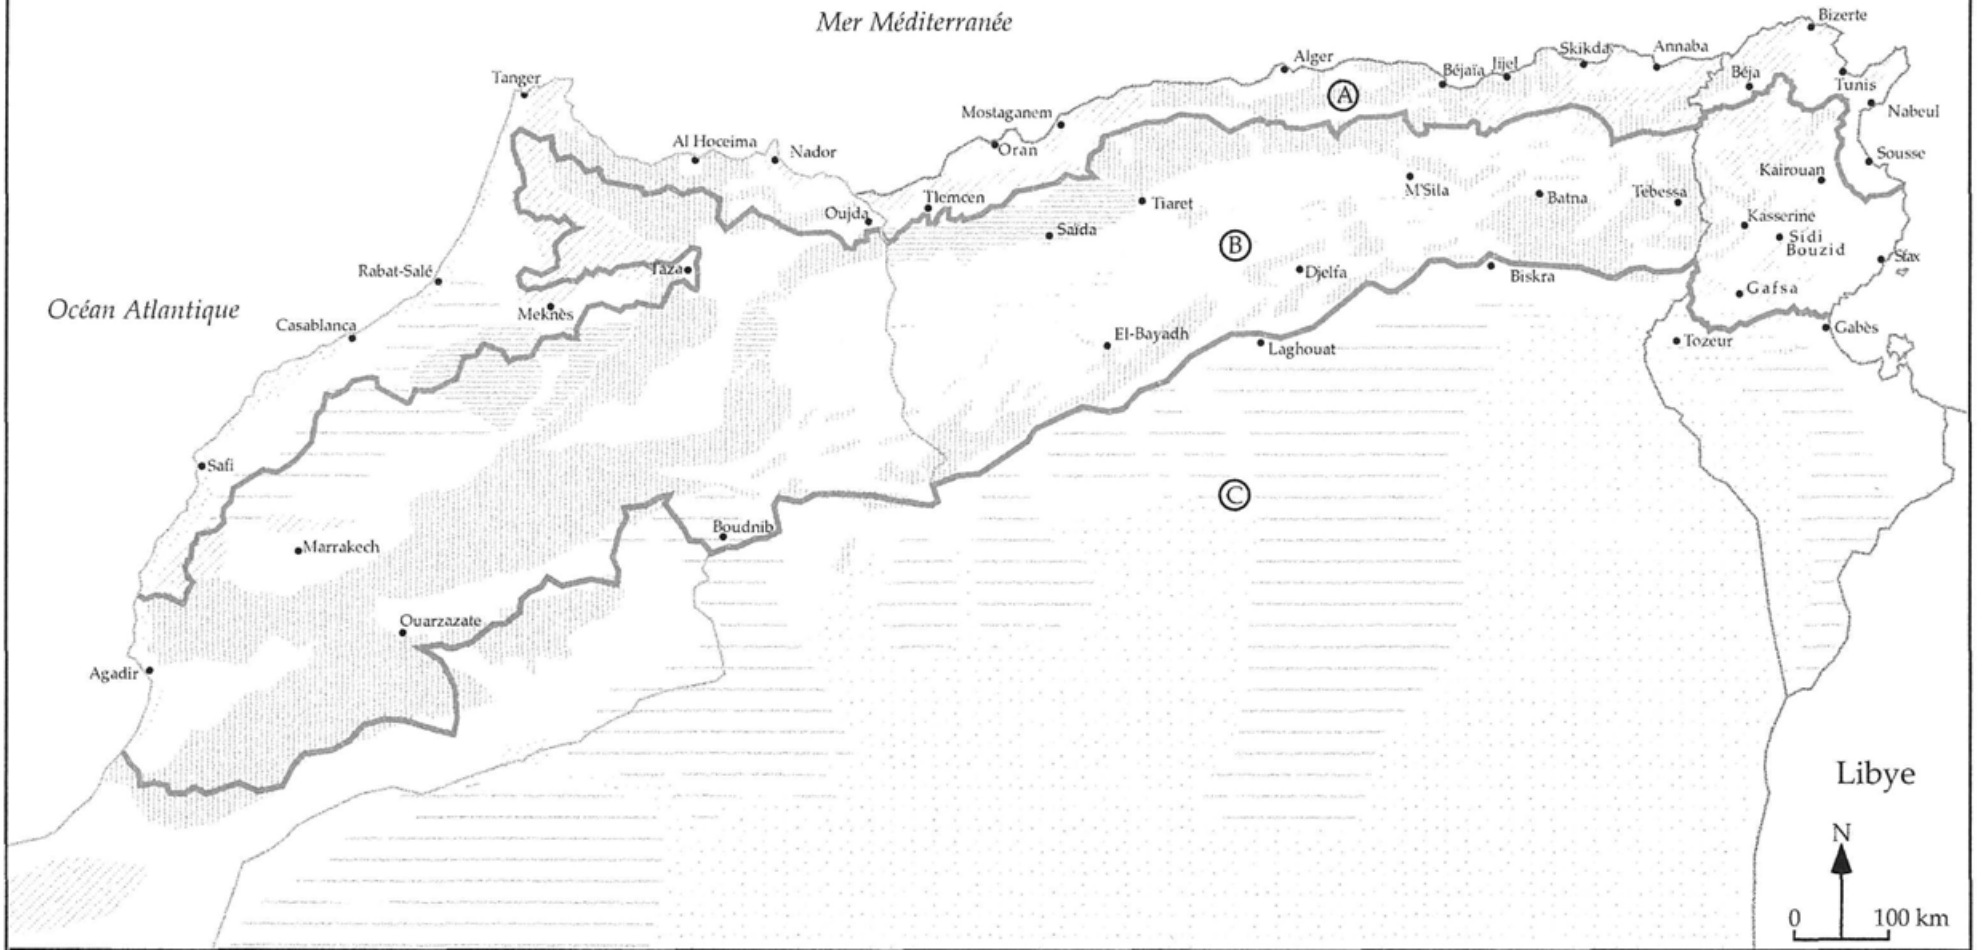 Mer Méditerranée
Bizerte
Alger
Skikda
Annaba
Tanger
Béjaïa
Jijel
Béja
Tunis
A
Nabeul
Mostaganem
Al Hoceima
Nador
Oran
Sousse
Kairouan
M'Sila
Batna
Tébessa
Tlemcen
Tiaret
Oujda
Kasserine
Saïda
Sidi
Bouzid
B
Sfax
Rabat-Salé
Taza
Djelfa
Biskra
Gafsa
Océan Atlantique
Meknès
Casablanca
El-Bayadh
Gabès
Laghouat
Tozeur
Safi
C
Boudnib
Marrakech
Ouarzazate
Agadir
Libye
N
0 100 km